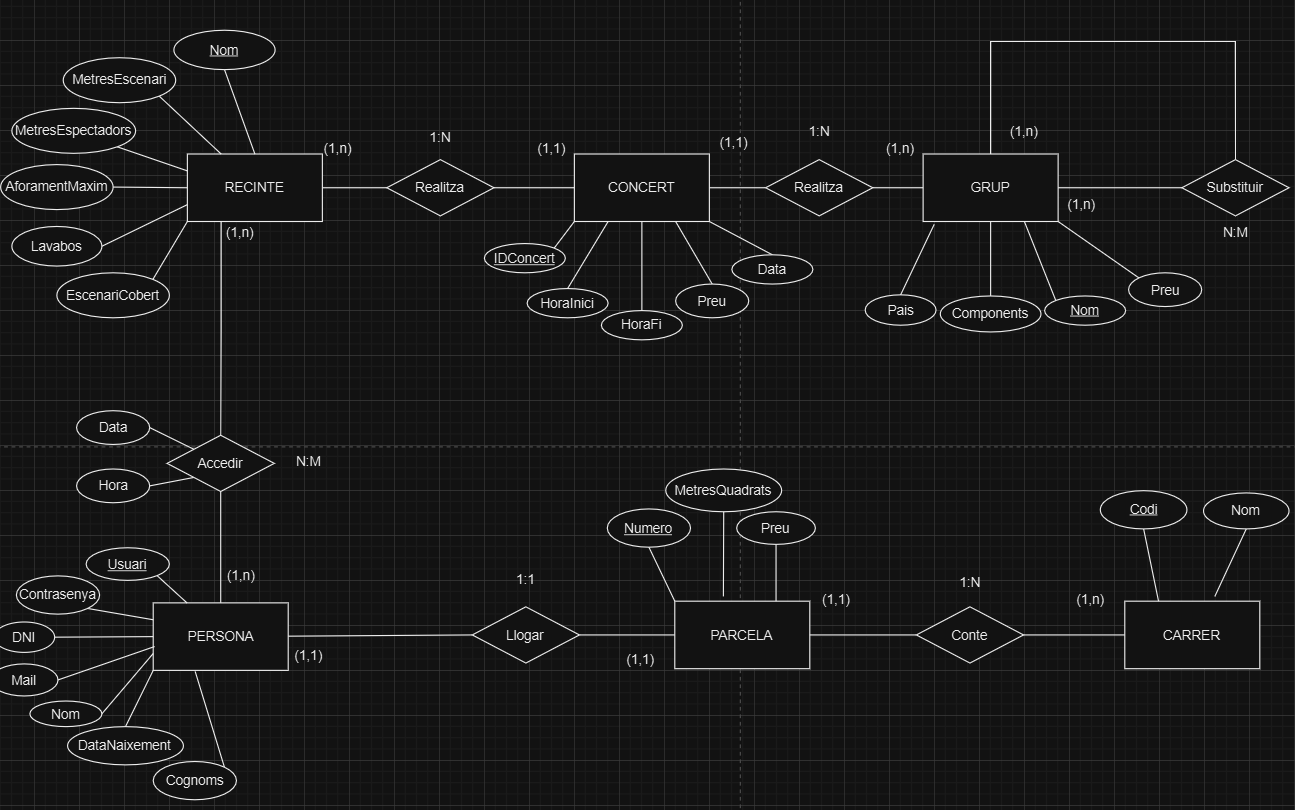 Nom
MetresEscenari
MetresEspectadors
AforamentMaxim
Lavabos
EscenariCobert
RECINTE
(1,n)
(1,n)
1:N
Realitza
(1,1)
CONCERT
(1,1)
IDConcert
HoraInici
HoraFi
Preu
Data
1:N
Realitza
(1,n)
GRUP
(1,n)
(1,n)
Pais
Components
Nom
Preu
Substituir
N:M
Data
Hora
Accedir
N:M
(1,n)
Usuari
Contrasenya
DNI
Mail
Nom
DataNaixement
Cognoms
PERSONA
(1,1)
1:1
Llogar
(1,1)
Numero
MetresQuadrats
Preu
PARCELA
(1,1)
1:N
Conte
(1,n)
Codi
Nom
CARRER